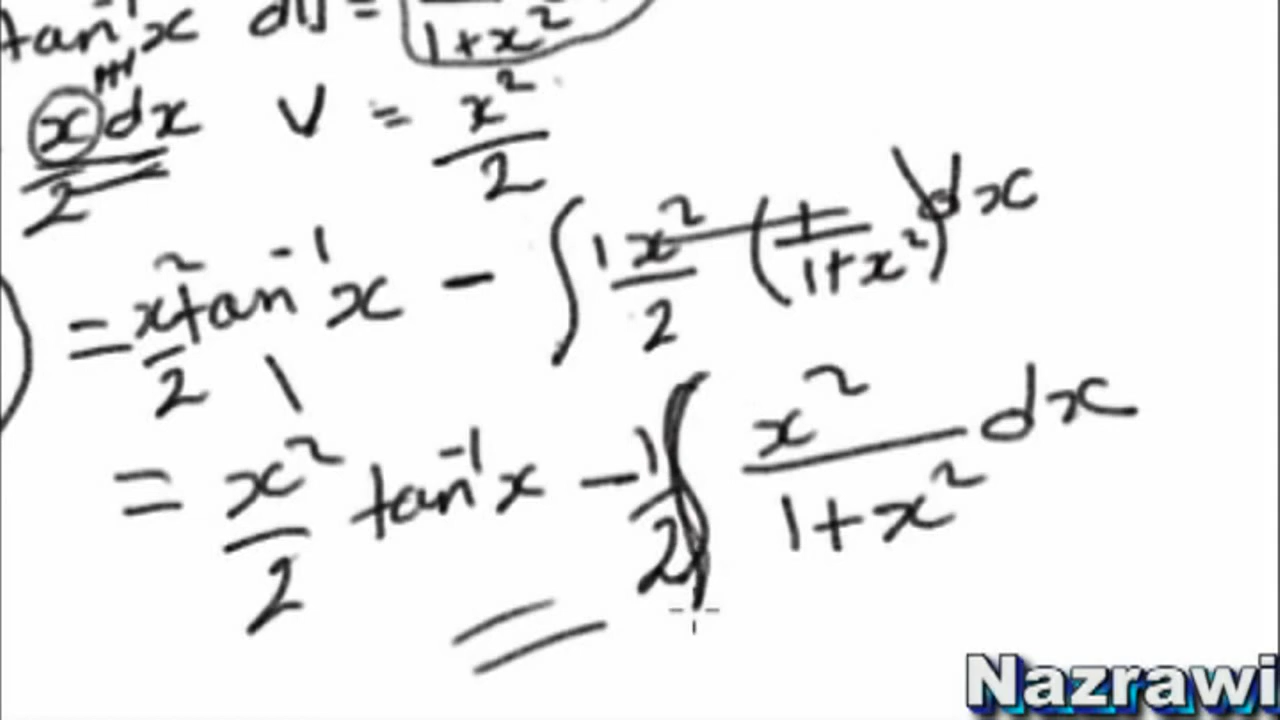 tan⁻¹x du = 1/(1+x²)
x dx V = x²/2
= x²/2 tan⁻¹x - ∫ x²/2 (1/(1+x²)) dx
= x²/2 tan⁻¹x - 1/2 ∫ x²/(1+x²) dx
Nazrawi